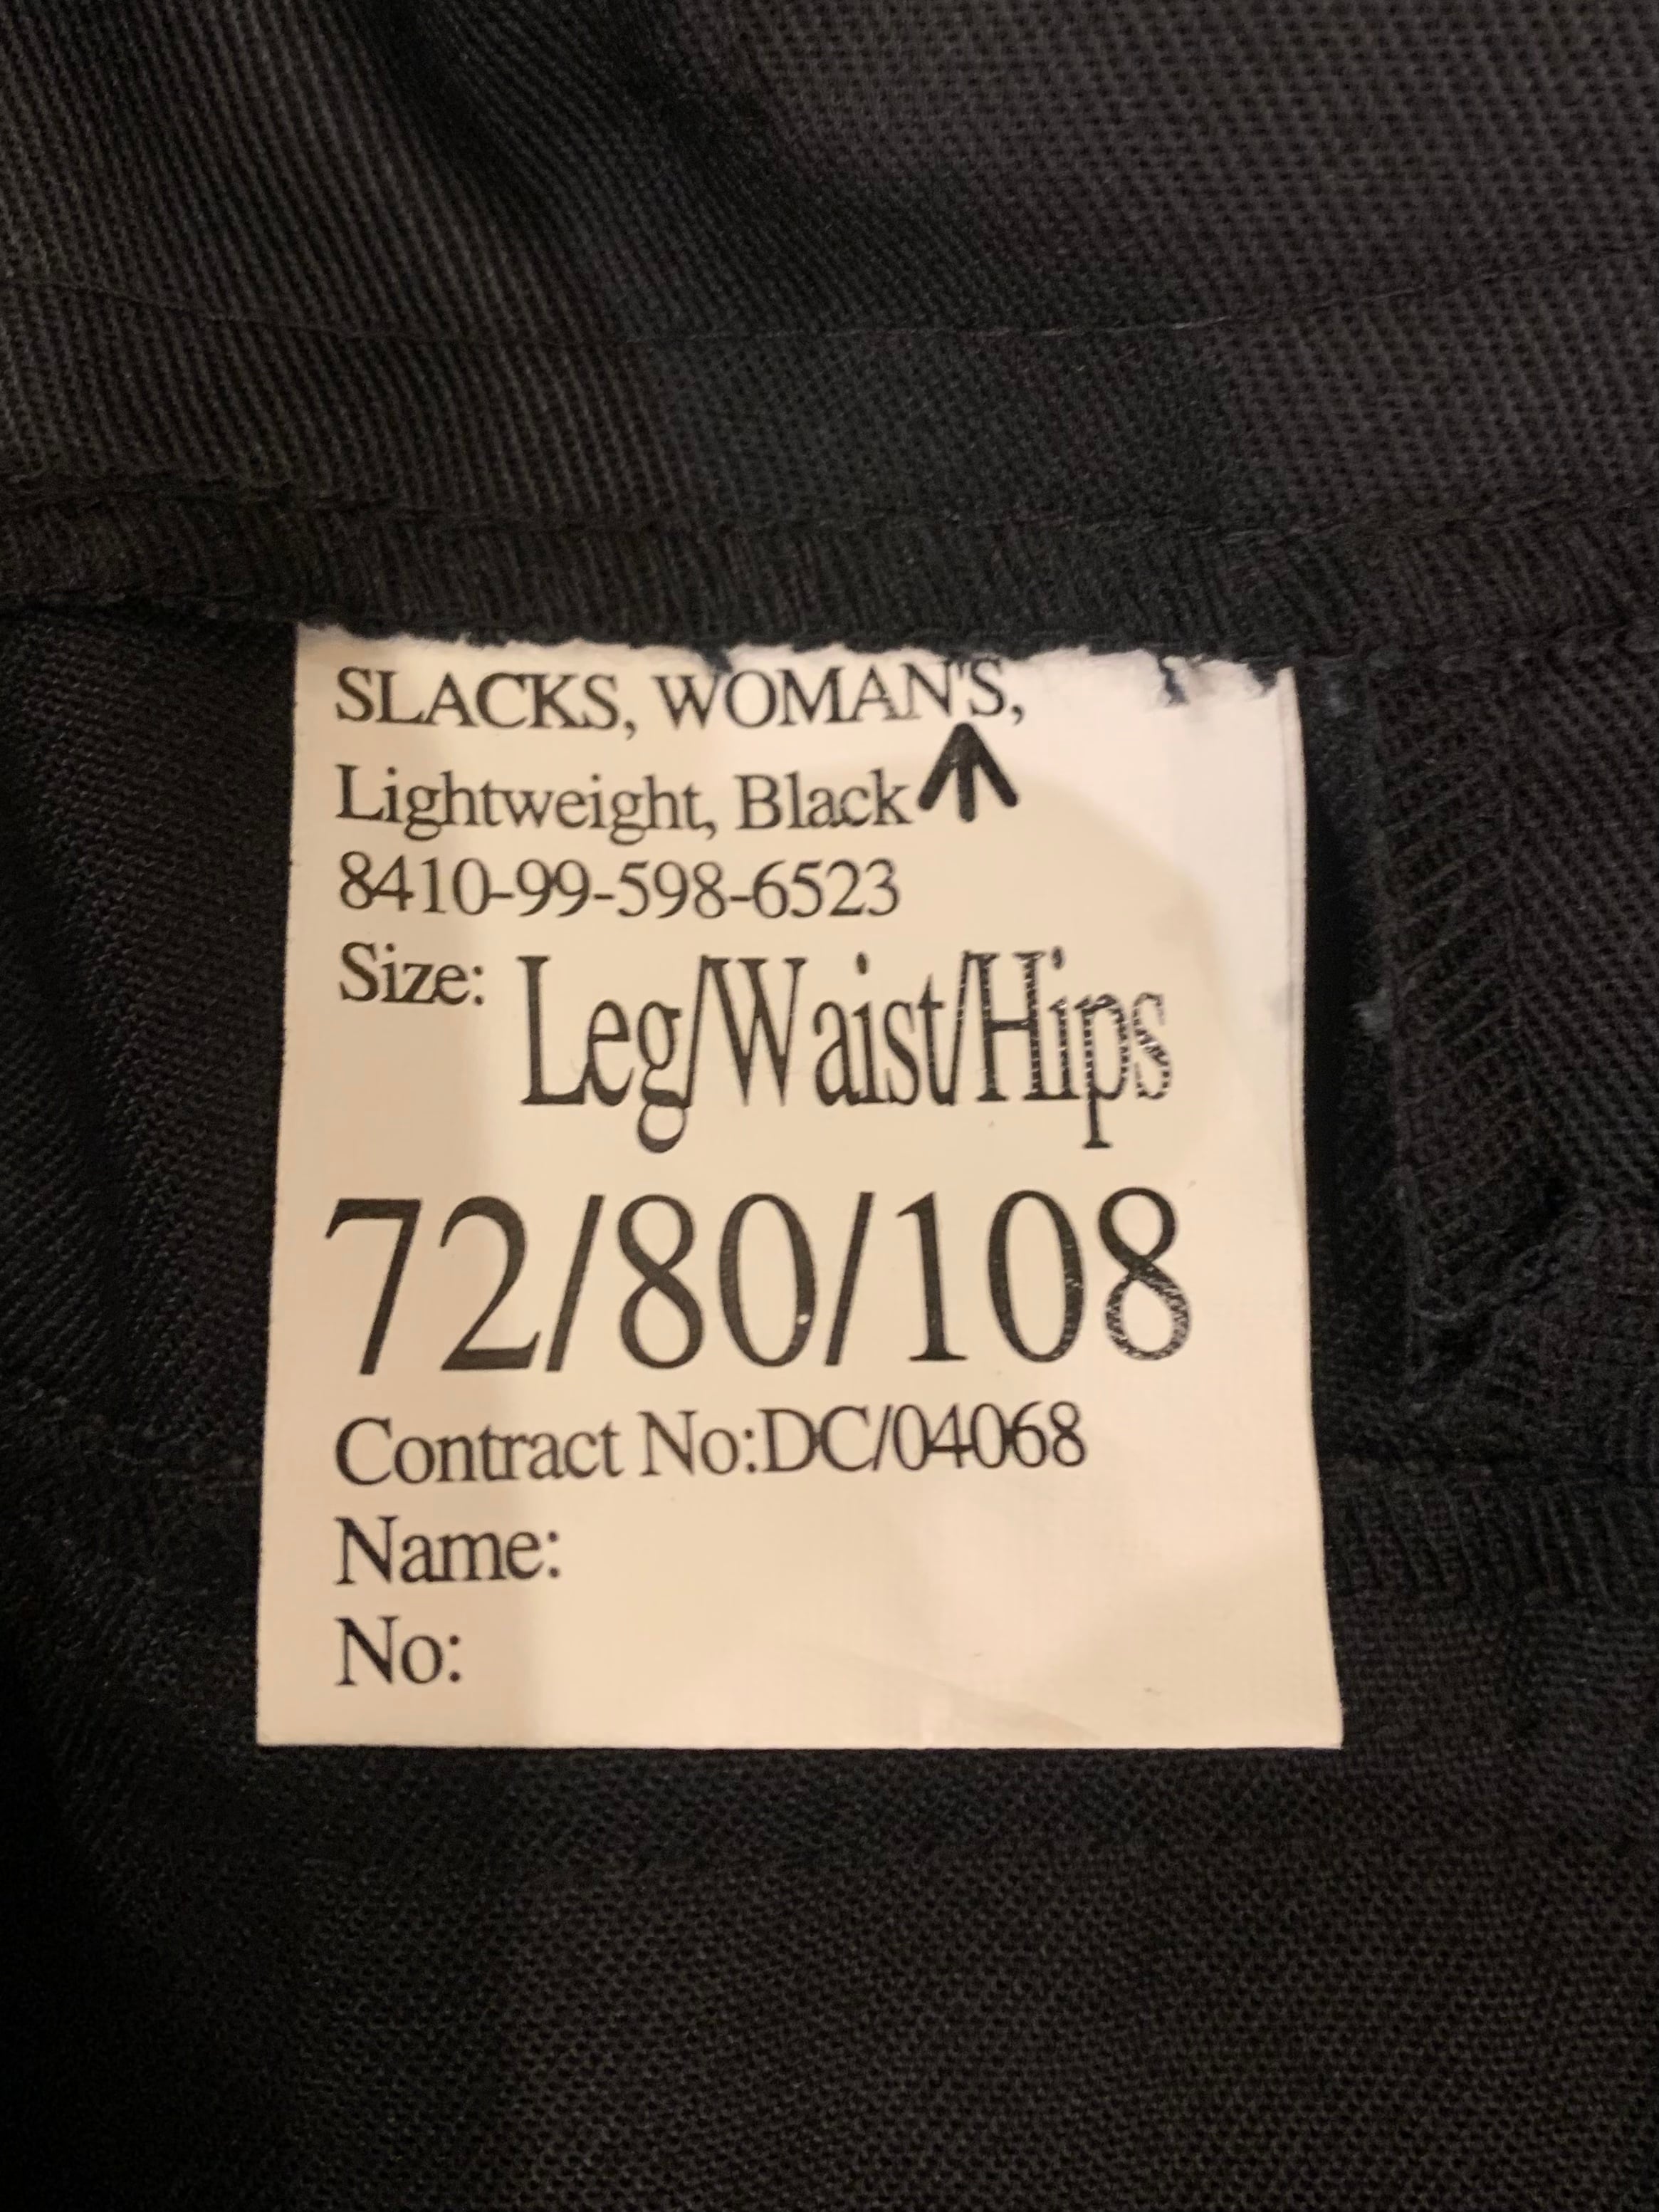 SLACKS, WOMAN'S,
Lightweight, Black
8410-99-598-6523
Size: Leg/Waist/Hips
72/80/108
Contract No:DC/04068
Name:
No: